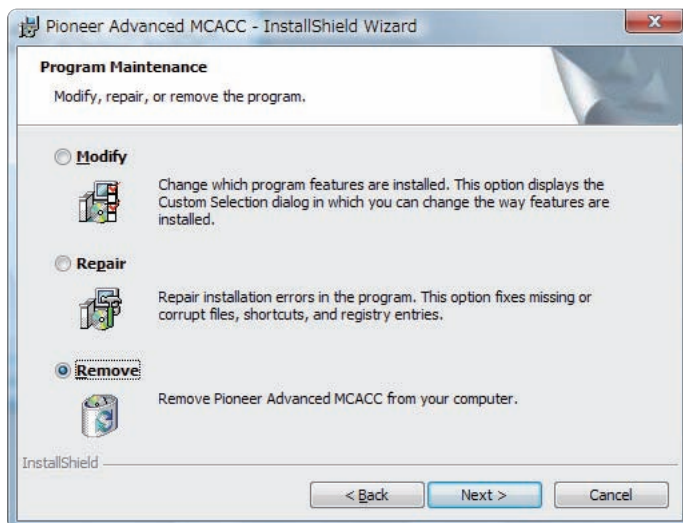 Pioneer Advanced MCACC - InstallShield Wizard
Program Maintenance
Modify, repair, or remove the program.
Modify
Change which program features are installed. This option displays the
Custom Selection dialog in which you can change the way features are
installed.
Repair
Repair installation errors in the program. This option fixes missing or
corrupt files, shortcuts, and registry entries.
Remove
Remove Pioneer Advanced MCACC from your computer.
InstallShield
< Back Next > Cancel